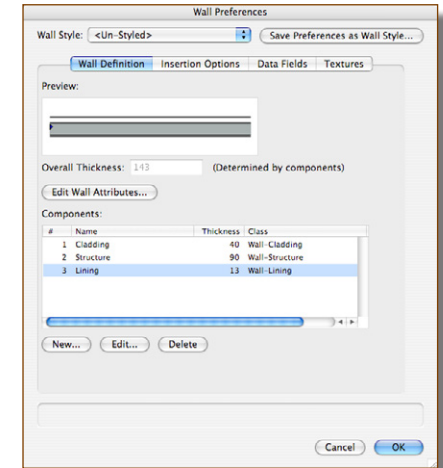 Wall Preferences
Wall Style: <Un-Styled> Save Preferences as Wall Style...
Wall Definition Insertion Options Data Fields Textures
Preview:
Overall Thickness: 143 (Determined by components)
Edit Wall Attributes...
Components:
# Name Thickness Class
1 Cladding 40 Wall-Cladding
2 Structure 90 Wall-Structure
3 Lining 13 Wall-Lining
New... Edit... Delete
Cancel OK